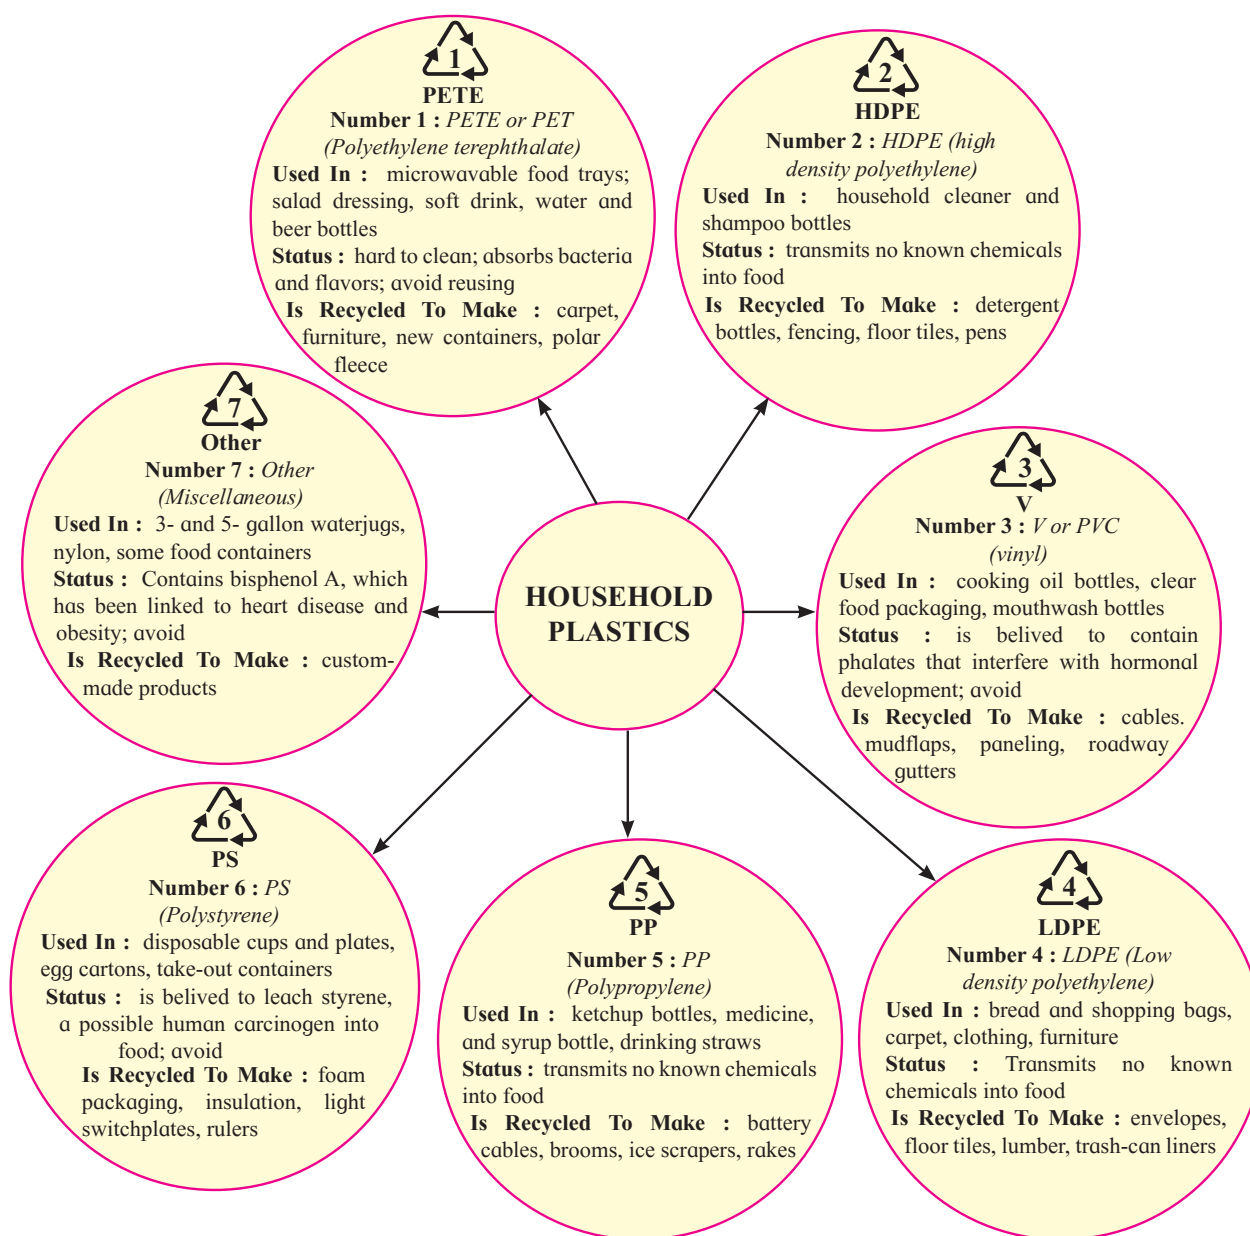 1
PETE
Number 1 : PETE or PET
(Polyethylene terephthalate)
Used In : microwavable food trays;
salad dressing, soft drink, water and
beer bottles
Status : hard to clean; absorbs bacteria
and flavors; avoid reusing
Is Recycled To Make : carpet,
furniture, new containers, polar
fleece
2
HDPE
Number 2 : HDPE (high
density polyethylene)
Used In : household cleaner and
shampoo bottles
Status : transmits no known chemicals
into food
Is Recycled To Make : detergent
bottles, fencing, floor tiles, pens
7
Other
Number 7 : Other
(Miscellaneous)
Used In : 3- and 5- gallon waterjugs,
nylon, some food containers
Status : Contains bisphenol A, which
has been linked to heart disease and
obesity; avoid
Is Recycled To Make : custom-
made products
HOUSEHOLD
PLASTICS
3
V
Number 3 : V or PVC
(vinyl)
Used In : cooking oil bottles, clear
food packaging, mouthwash bottles
Status : is belived to contain
phalates that interfere with hormonal
development; avoid
Is Recycled To Make : cables.
mudflaps, paneling, roadway
gutters
6
PS
Number 6 : PS
(Polystyrene)
Used In : disposable cups and plates,
egg cartons, take-out containers
Status : is belived to leach styrene,
a possible human carcinogen into
food; avoid
Is Recycled To Make : foam
packaging, insulation, light
switchplates, rulers
5
PP
Number 5 : PP
(Polypropylene)
Used In : ketchup bottles, medicine,
and syrup bottle, drinking straws
Status : transmits no known chemicals
into food
Is Recycled To Make : battery
cables, brooms, ice scrapers, rakes
4
LDPE
Number 4 : LDPE (Low
density polyethylene)
Used In : bread and shopping bags,
carpet, clothing, furniture
Status : Transmits no known
chemicals into food
Is Recycled To Make : envelopes,
floor tiles, lumber, trash-can liners